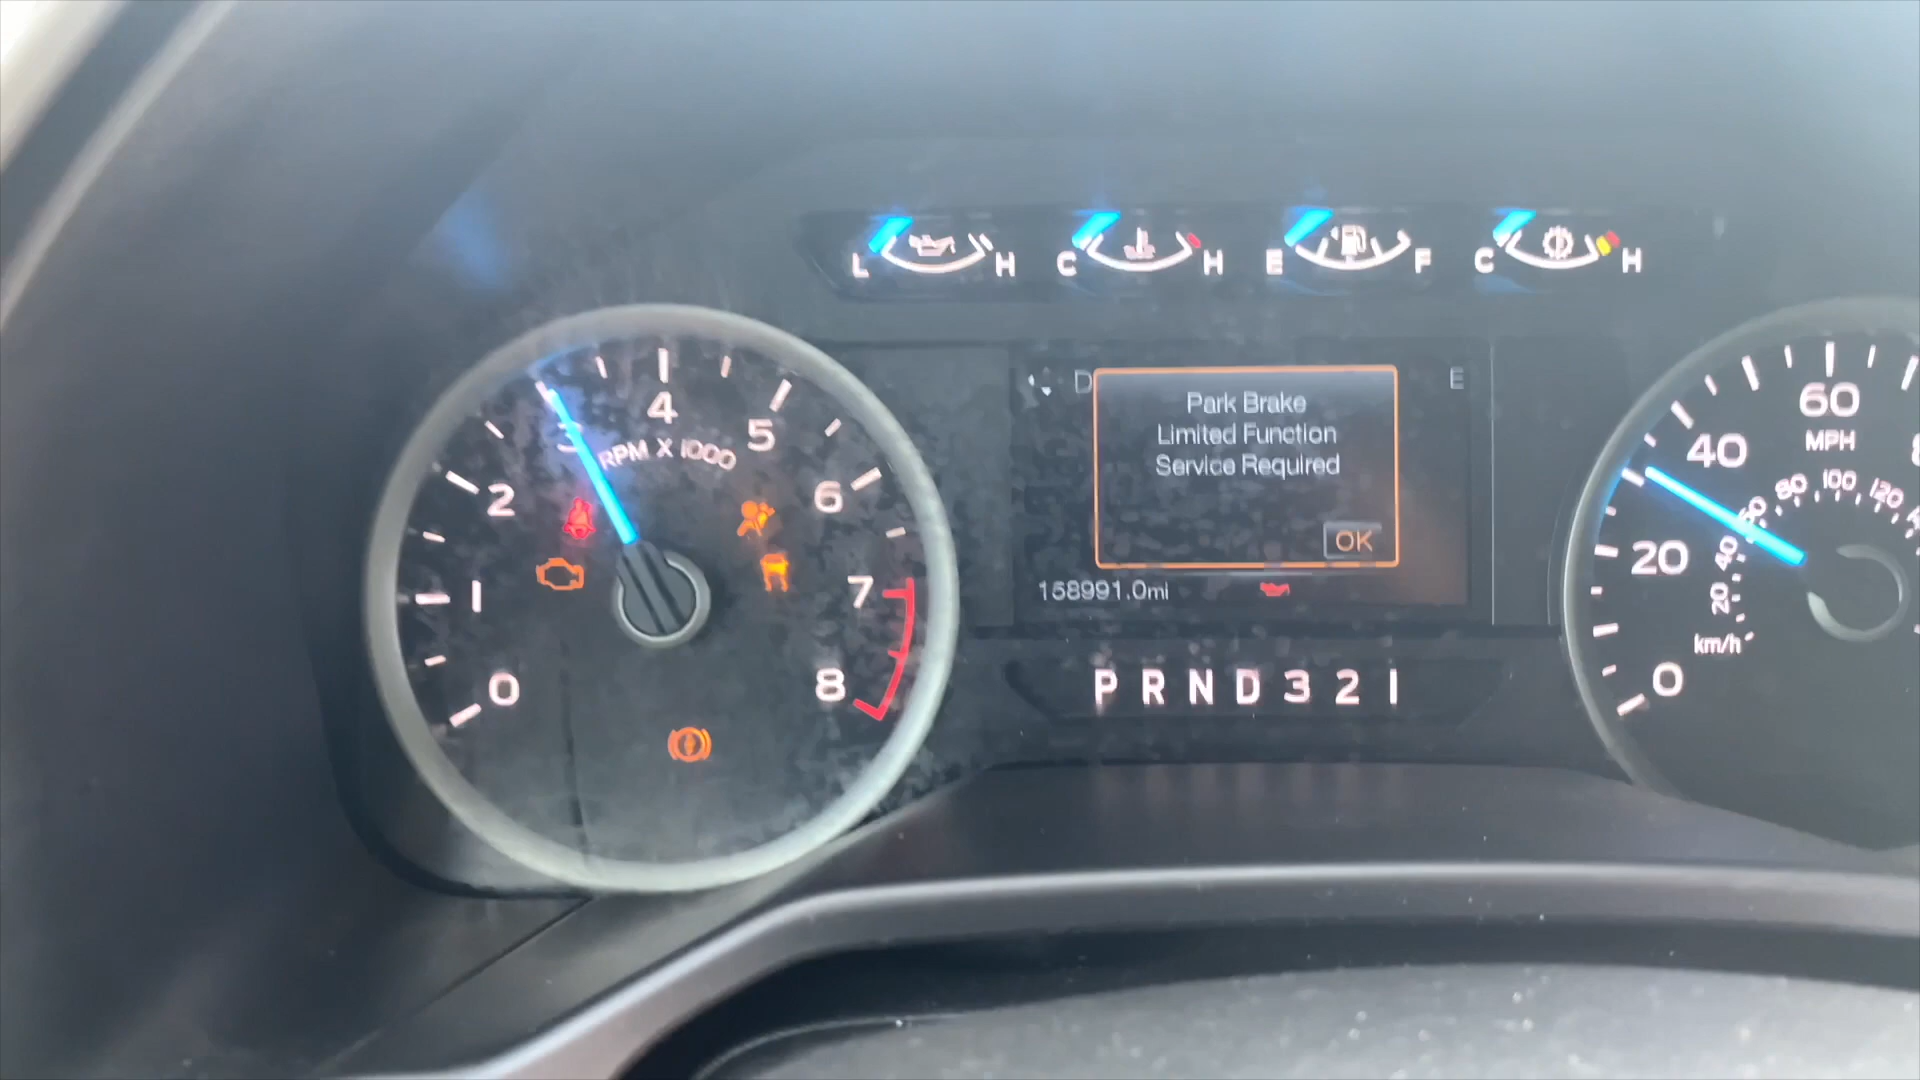 L H C H E F C H
D E
Park Brake
Limited Function
Service Required
OK
158991.0mi
P R N D 3 2 1
0 1 2 3 4 5 6 7 8
RPM X 1000
0 20 40 60
MPH
20 40 60 80 100 120
km/h